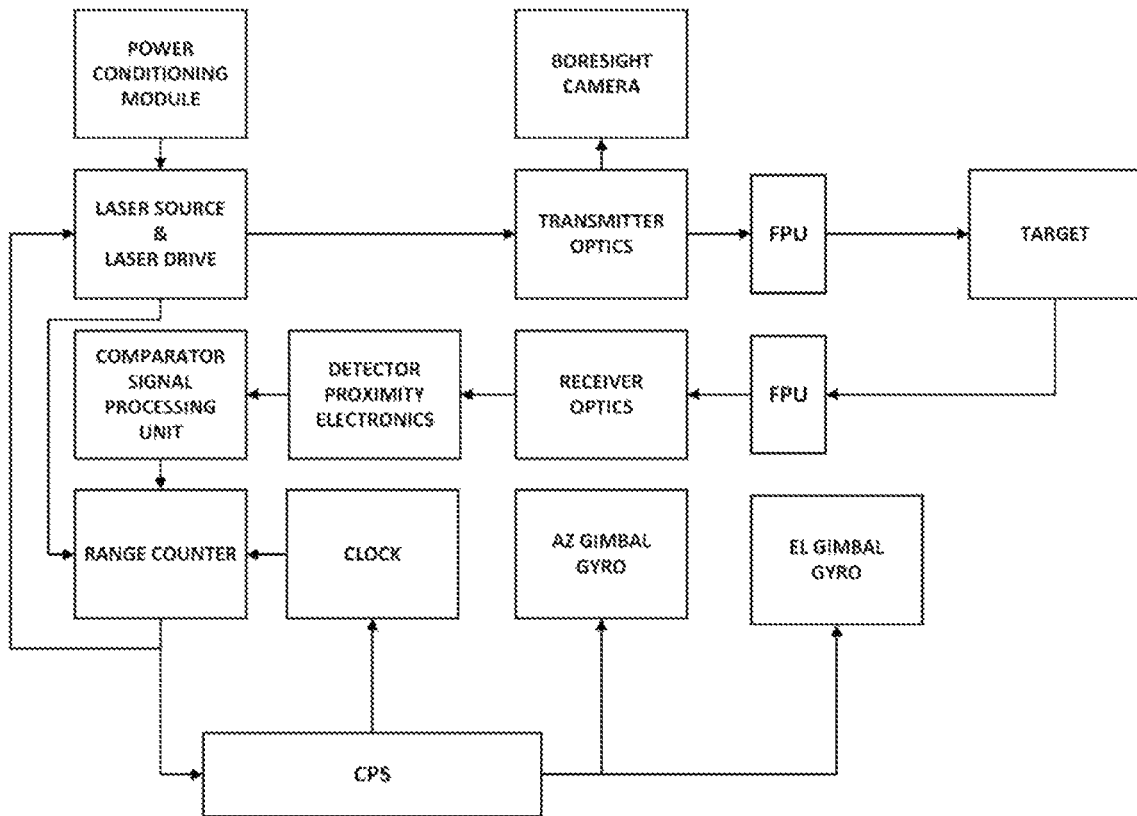 POWER
CONDITIONING
MODULE
BORESIGHT
CAMERA
LASER SOURCE
&
LASER DRIVE
TRANSMITTER
OPTICS
FPU
TARGET
COMPARATOR
SIGNAL
PROCESSING
UNIT
DETECTOR
PROXIMITY
ELECTRONICS
RECEIVER
OPTICS
FPU
RANGE COUNTER
CLOCK
AZ GIMBAL
GYRO
EL GIMBAL
GYRO
CPS